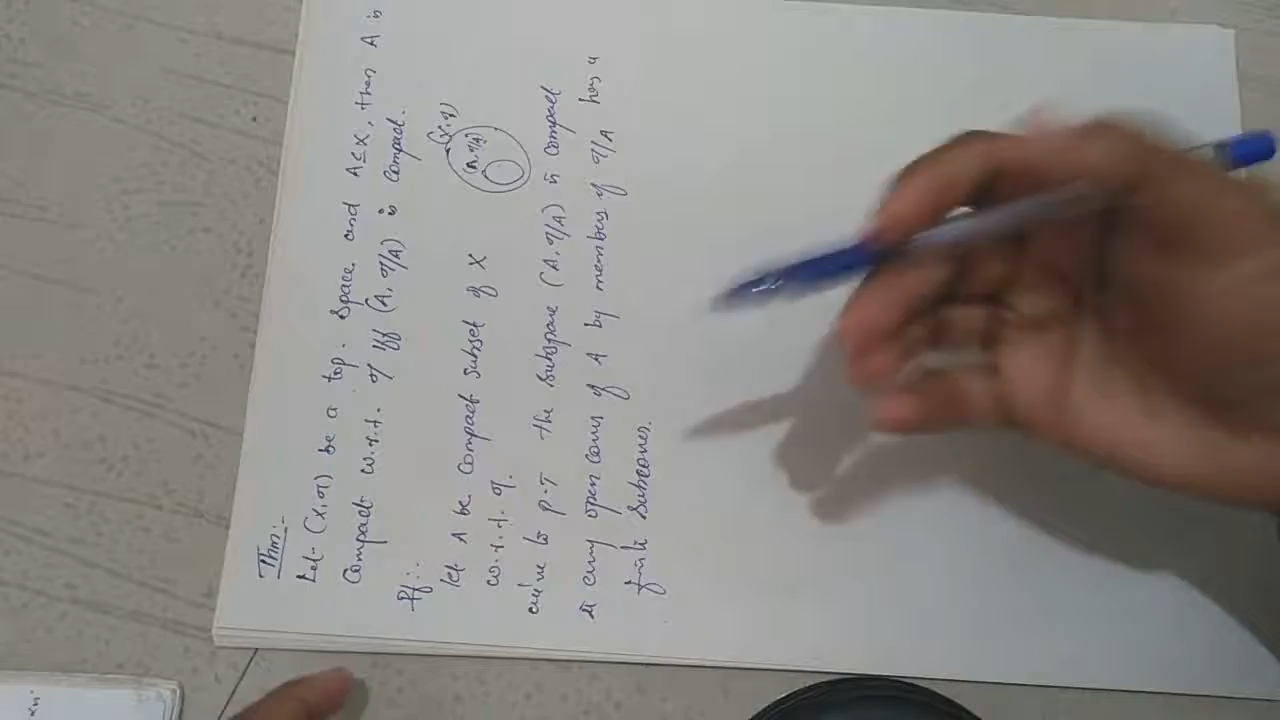 Thm:-
Let (X, η) be a top. space and A ⊆ X, then A is
Compact w.r.t. η iff (A, η/A) is compact.
Pf:-
Let A be compact subset of X
w.r.t. η.
(X, η)
(A, η/A)
we've to p.T the subspace (A, η/A) is compact
ie every open cover of A by members of η/A has a
finite subcover.